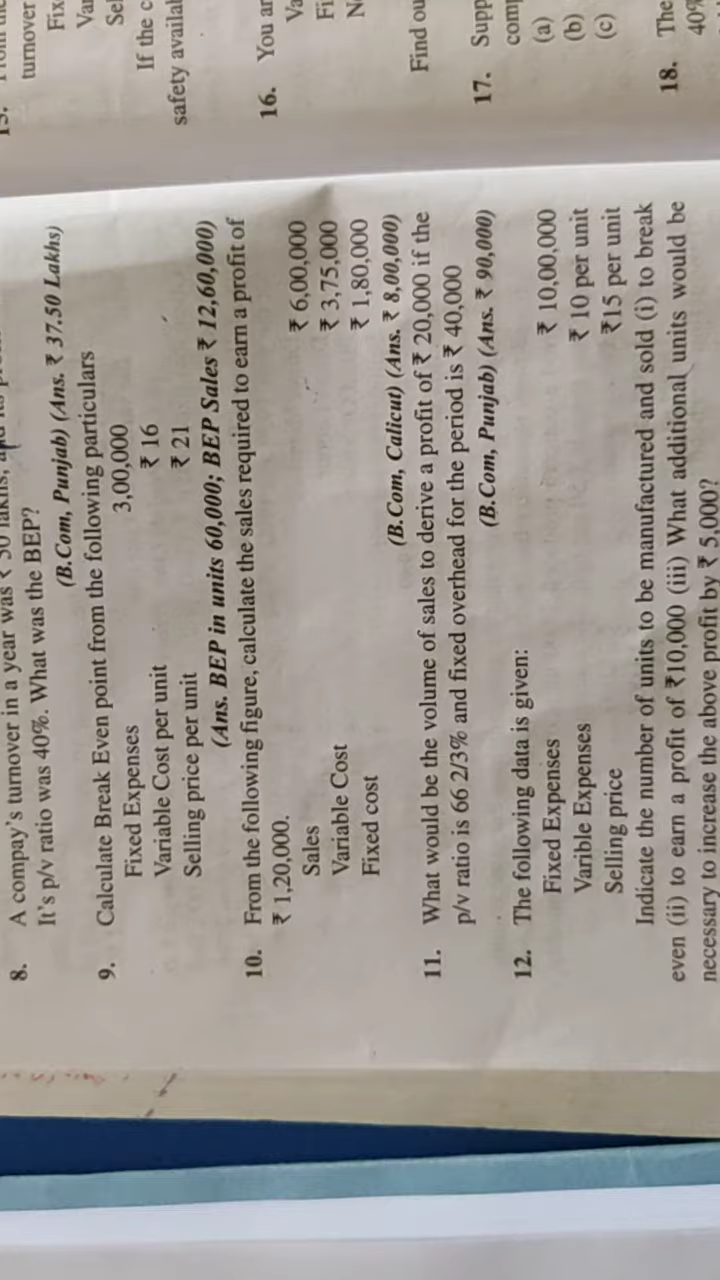 8. A compay's turnover in a year was ₹ 50 lakhs,
It's p/v ratio was 40%. What was the BEP?
(B.Com, Punjab) (Ans. ₹ 37.50 Lakhs)
9. Calculate Break Even point from the following particulars
Fixed Expenses 3,00,000
Variable Cost per unit ₹ 16
Selling price per unit ₹ 21
(Ans. BEP in units 60,000; BEP Sales ₹ 12,60,000)
10. From the following figure, calculate the sales required to earn a profit of
₹ 1,20,000.
Sales ₹ 6,00,000
Variable Cost ₹ 3,75,000
Fixed cost ₹ 1,80,000
(B.Com, Calicut) (Ans. ₹ 8,00,000)
11. What would be the volume of sales to derive a profit of ₹ 20,000 if the
p/v ratio is 66 2/3% and fixed overhead for the period is ₹ 40,000
(B.Com, Punjab) (Ans. ₹ 90,000)
12. The following data is given:
Fixed Expenses ₹ 10,00,000
Varible Expenses ₹ 10 per unit
Selling price ₹15 per unit
Indicate the number of units to be manufactured and sold (i) to break
even (ii) to earn a profit of ₹10,000 (iii) What additional units would be
necessary to increase the above profit by ₹ 5,000?
turnover
If the c
safety availa
16. You ar
Find ou
17. Supp
com
(a)
(b)
(c)
18. The
40%